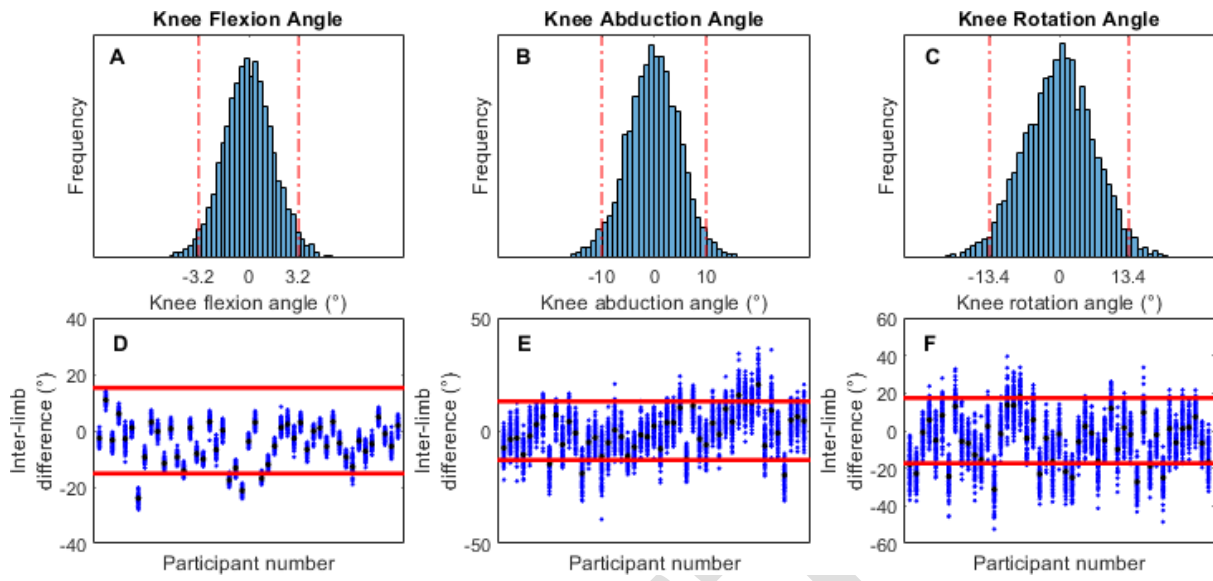 Knee Flexion Angle
A
Frequency
-3.2 0 3.2
Knee flexion angle (°)
Knee Abduction Angle
B
Frequency
-10 0 10
Knee abduction angle (°)
Knee Rotation Angle
C
Frequency
-13.4 0 13.4
Knee rotation angle (°)
D
Inter-limb
difference (°)
40
20
0
-20
-40
Participant number
E
Inter-limb
difference (°)
50
0
-50
Participant number
F
Inter-limb
difference (°)
60
40
20
0
-20
-40
-60
Participant number